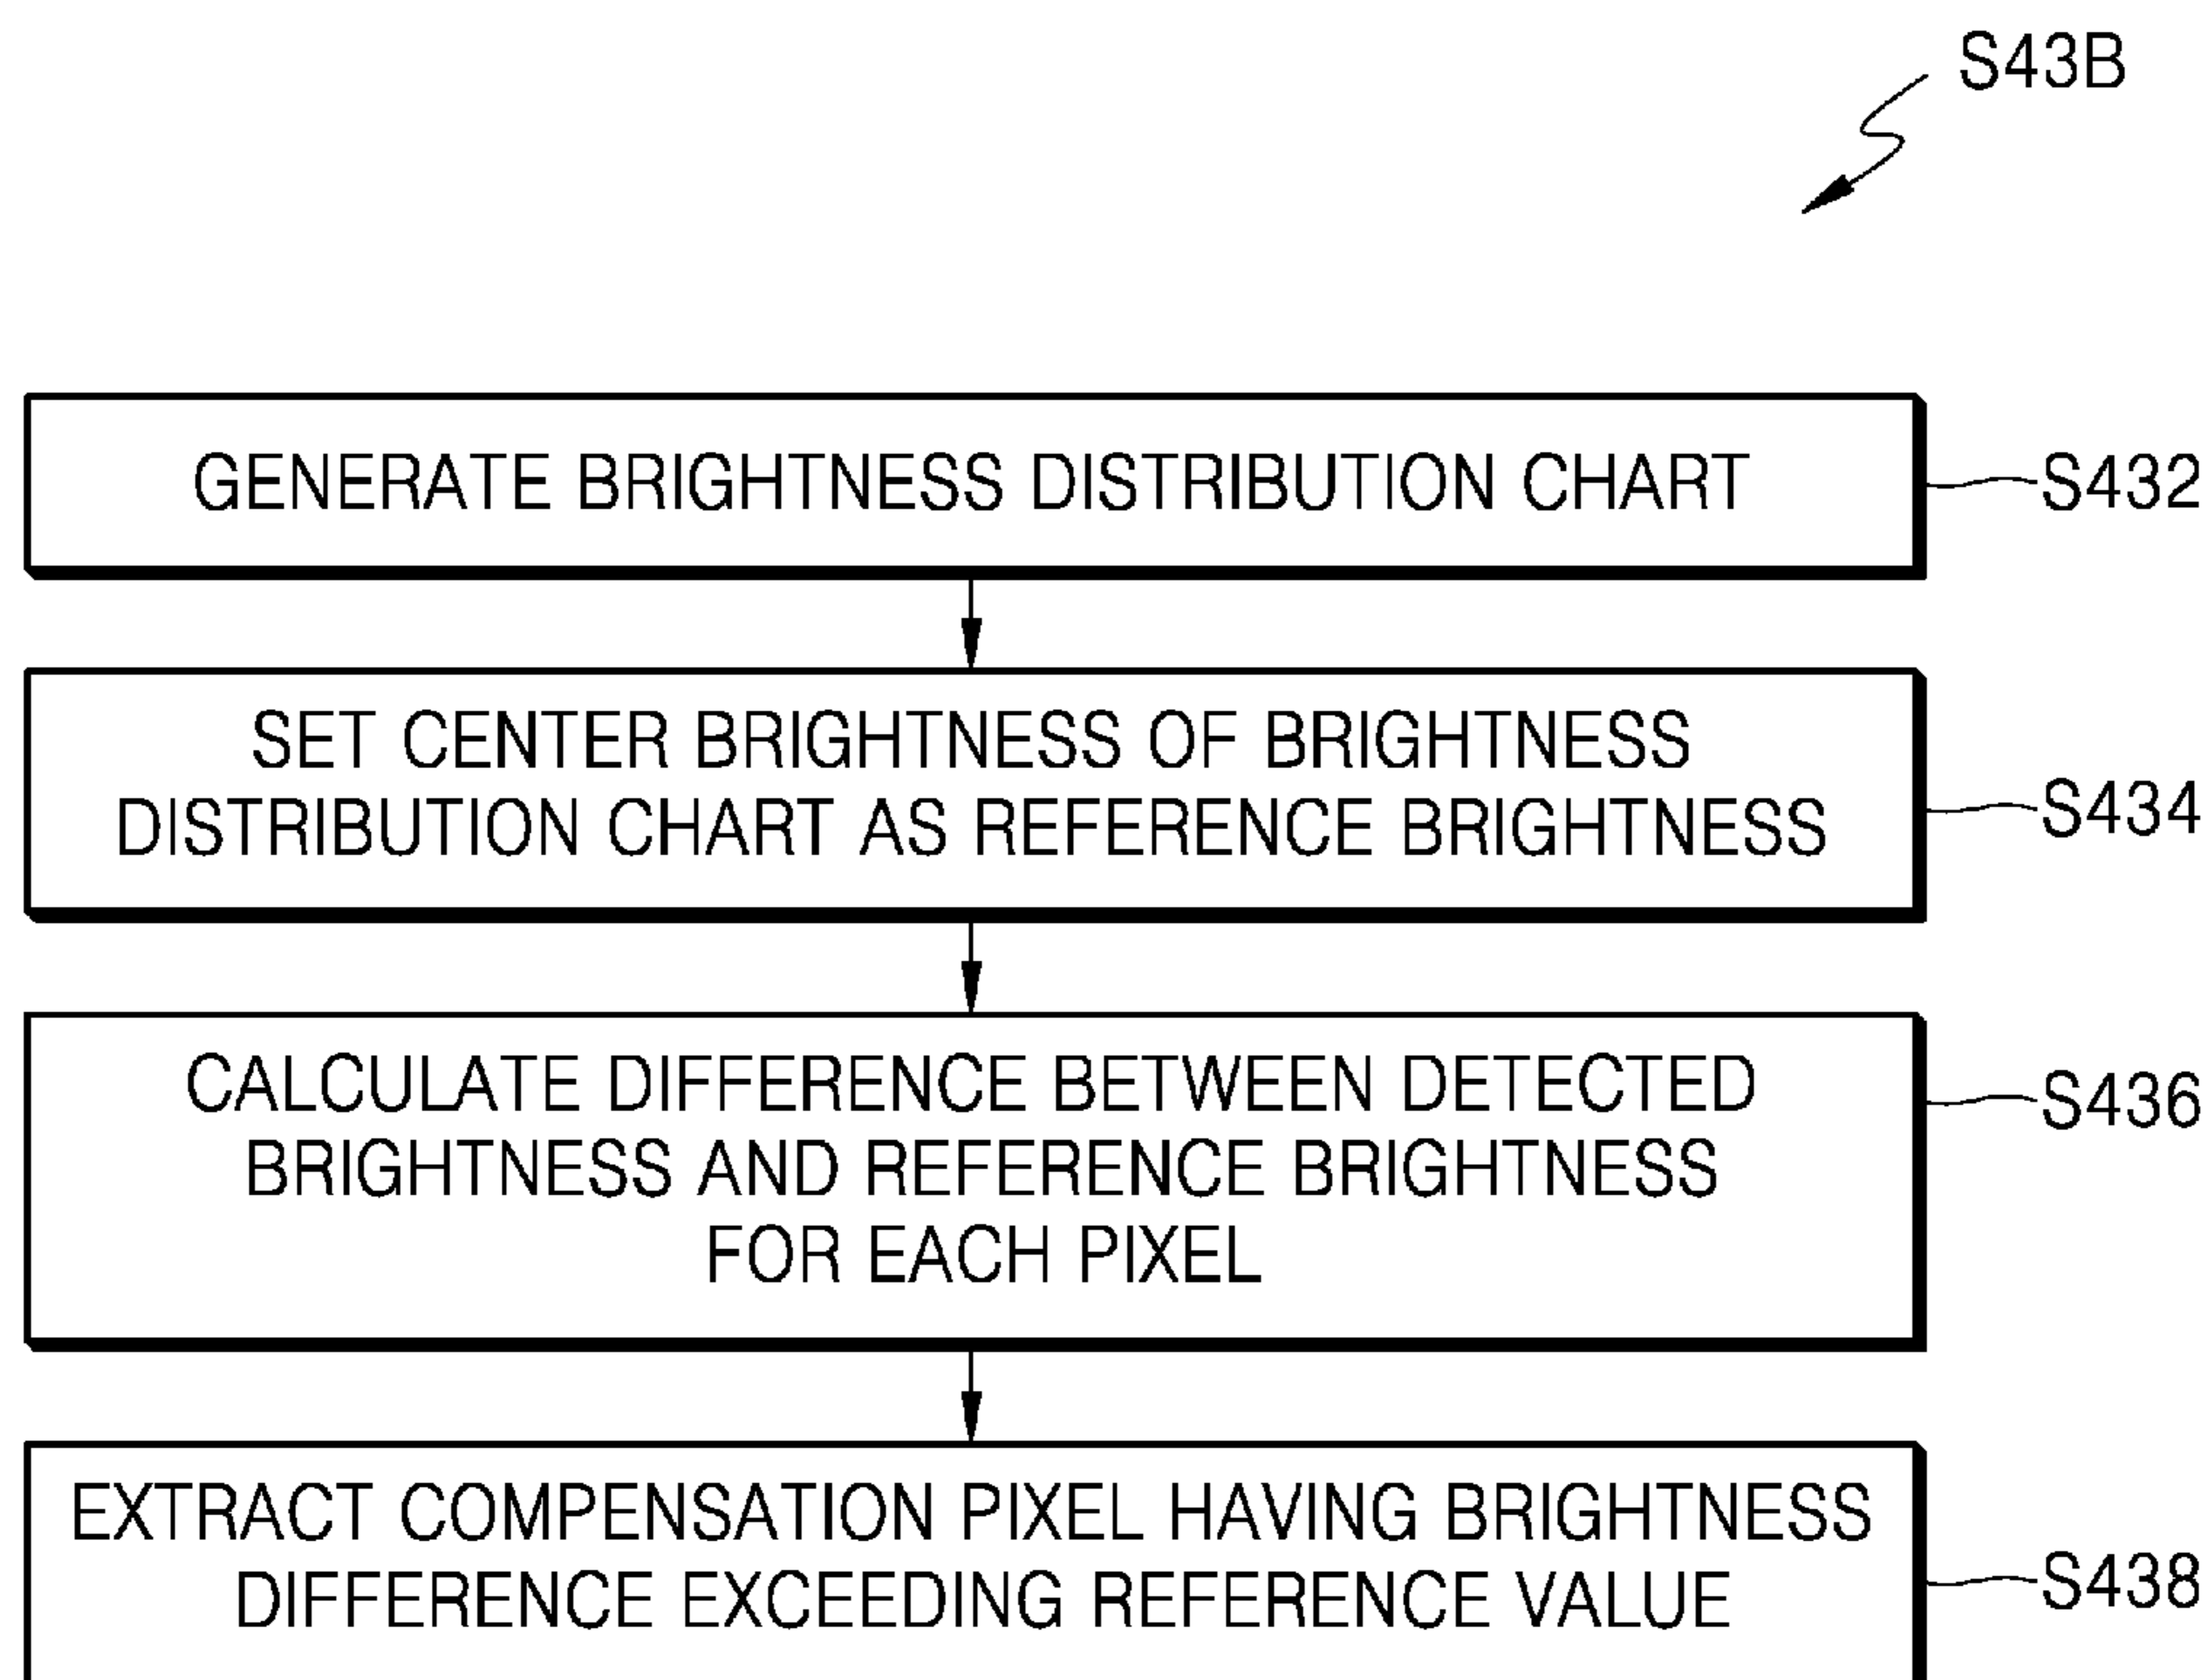 S43B
GENERATE BRIGHTNESS DISTRIBUTION CHART
S432
SET CENTER BRIGHTNESS OF BRIGHTNESS
DISTRIBUTION CHART AS REFERENCE BRIGHTNESS
S434
CALCULATE DIFFERENCE BETWEEN DETECTED
BRIGHTNESS AND REFERENCE BRIGHTNESS
FOR EACH PIXEL
S436
EXTRACT COMPENSATION PIXEL HAVING BRIGHTNESS
DIFFERENCE EXCEEDING REFERENCE VALUE
S438